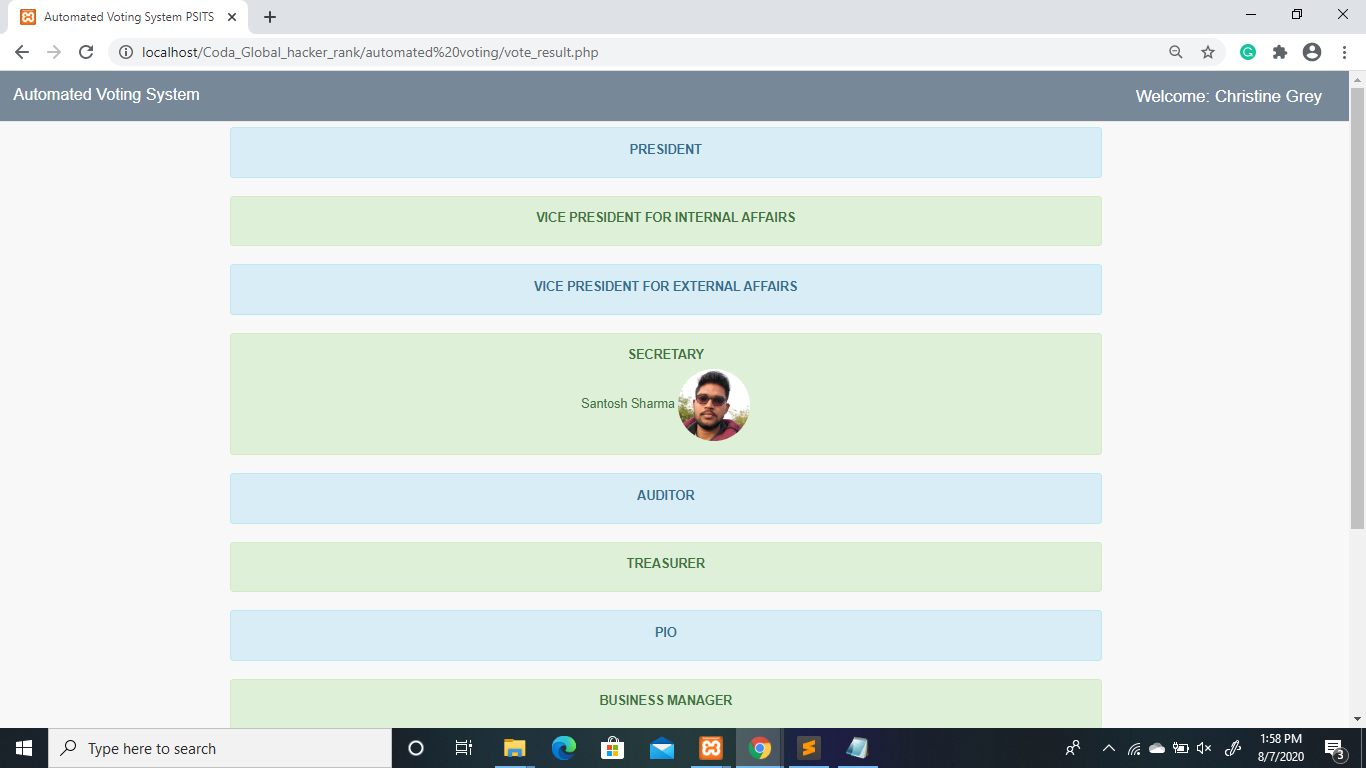 Automated Voting System PSITS
localhost/Coda_Global_hacker_rank/automated%20voting/vote_result.php
Automated Voting System
Welcome: Christine Grey
PRESIDENT
VICE PRESIDENT FOR INTERNAL AFFAIRS
VICE PRESIDENT FOR EXTERNAL AFFAIRS
SECRETARY
Santosh Sharma
AUDITOR
TREASURER
PIO
BUSINESS MANAGER
Type here to search
1:58 PM
8/7/2020
3